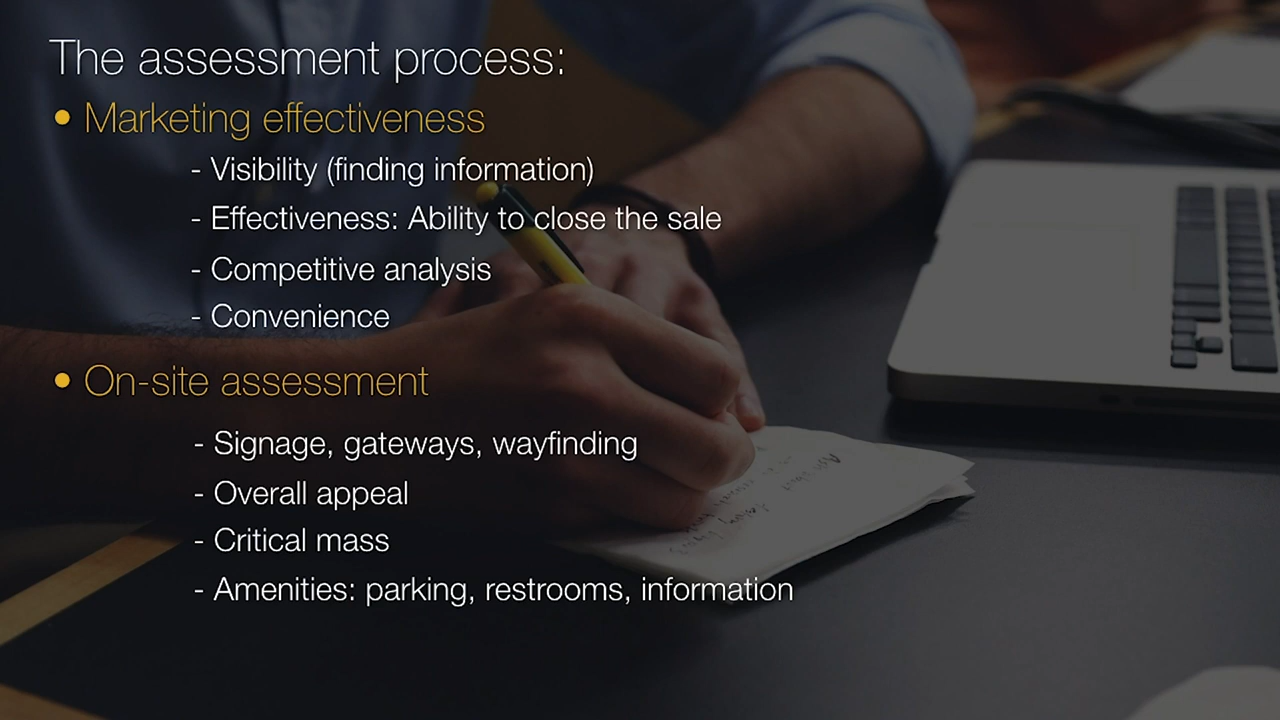 The assessment process:
• Marketing effectiveness
- Visibility (finding information)
- Effectiveness: Ability to close the sale
- Competitive analysis
- Convenience
• On-site assessment
- Signage, gateways, wayfinding
- Overall appeal
- Critical mass
- Amenities: parking, restrooms, information